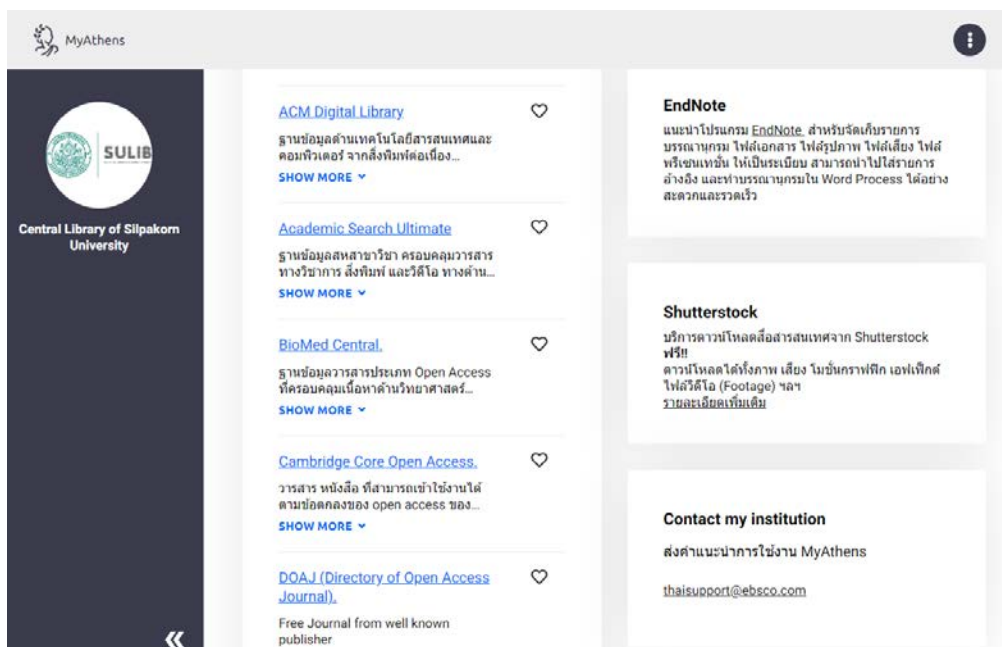 MyAthens
SULIB
Central Library of Silpakorn
University
ACM Digital Library
ฐานข้อมูลด้านเทคโนโลยีสารสนเทศและ
คอมพิวเตอร์ จากสิ่งพิมพ์ต่อเนื่อง...
SHOW MORE
Academic Search Ultimate
ฐานข้อมูลสหสาขาวิชา ครอบคลุมวารสาร
ทางวิชาการ สิ่งพิมพ์ และวิดีโอ ทางด้าน...
SHOW MORE
BioMed Central.
ฐานข้อมูลวารสารประเภท Open Access
ที่ครอบคลุมเนื้อหาด้านวิทยาศาสตร์...
SHOW MORE
Cambridge Core Open Access.
วารสาร หนังสือ ที่สามารถเข้าใช้งานได้
ตามข้อตกลงของ open access ของ...
SHOW MORE
DOAJ (Directory of Open Access
Journal).
Free Journal from well known
publisher
EndNote
แนะนำโปรแกรม EndNote สำหรับจัดเก็บรายการ
บรรณานุกรม ไฟล์เอกสาร ไฟล์รูปภาพ ไฟล์เสียง ไฟล์
พรีเซนเทชั่น ให้เป็นระเบียบ สามารถนำไปใส่รายการ
อ้างอิง และทำบรรณานุกรมใน Word Process ได้อย่าง
สะดวกและรวดเร็ว
Shutterstock
บริการดาวน์โหลดสื่อสารสนเทศจาก Shutterstock
ฟรี!!
ดาวน์โหลดได้ทั้งภาพ เสียง โมชั่นกราฟฟิก เอฟเฟ็กต์
ไฟล์วีดีโอ (Footage) ฯลฯ
รายละเอียดเพิ่มเติม
Contact my institution
ส่งคำแนะนำการใช้งาน MyAthens
thaisupport@ebsco.com